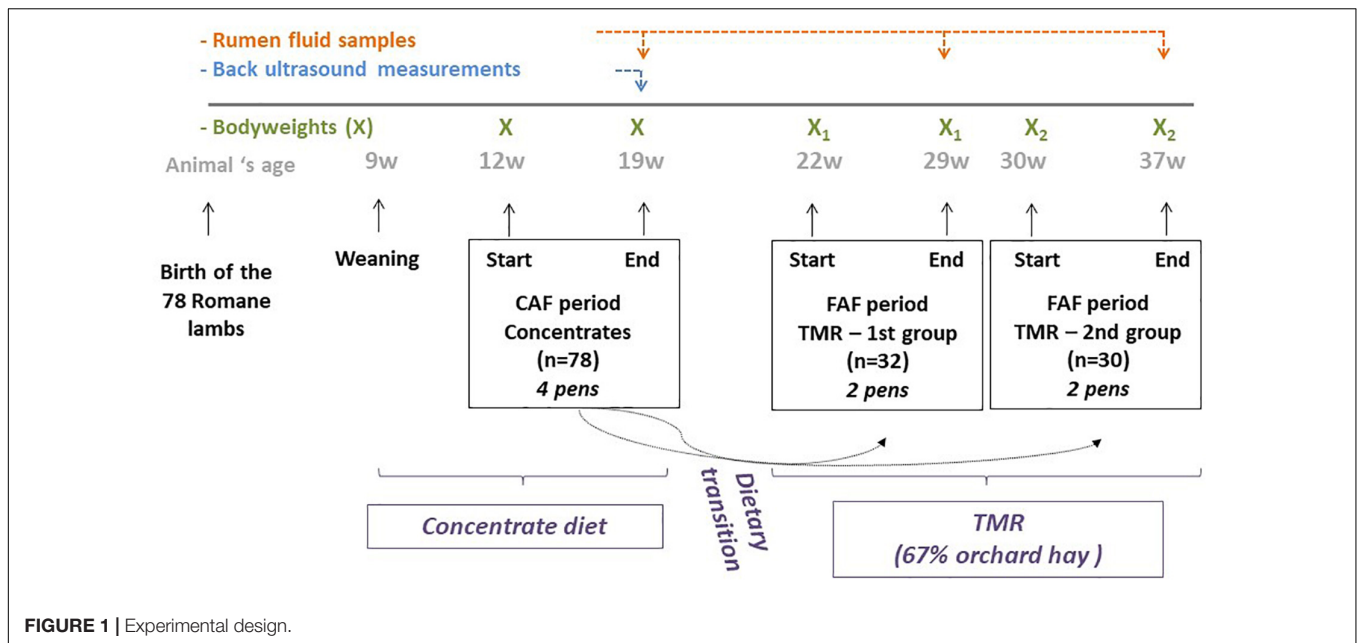 - Rumen fluid samples
- Back ultrasound measurements
- Bodyweights (X) X X X₁ X₁ X₂ X₂
Animal ‘s age 9w 12w 19w 22w 29w 30w 37w
Birth of the
78 Romane
lambs
Weaning
Start End
CAF period
Concentrates
(n=78)
4 pens
Start End
FAF period
TMR – 1st group
(n=32)
2 pens
Start End
FAF period
TMR – 2nd group
(n=30)
2 pens
Concentrate diet
Dietary
transition
TMR
(67% orchard hay )
FIGURE 1 | Experimental design.